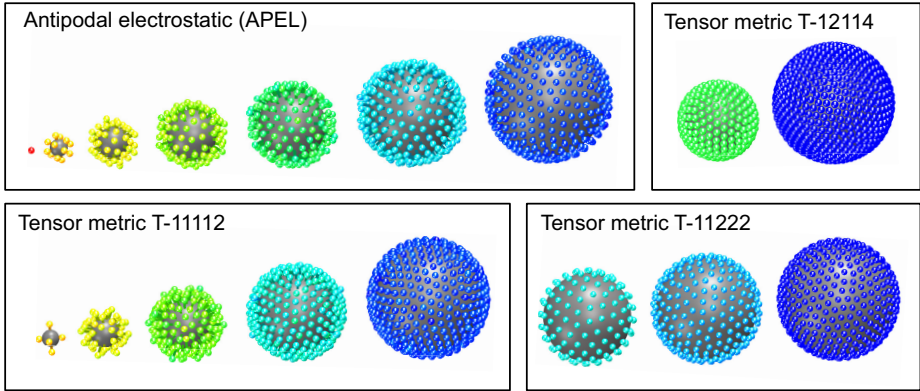 Antipodal electrostatic (APEL)
Tensor metric T-12114
Tensor metric T-11112
Tensor metric T-11222